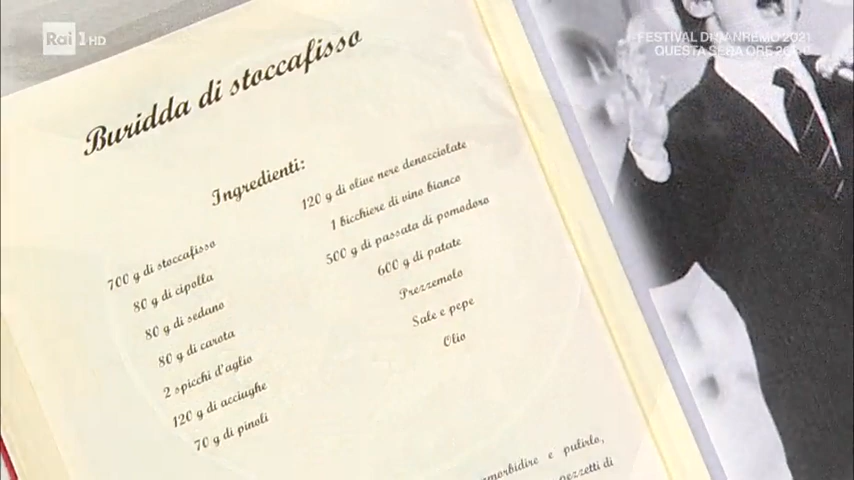 Rai 1 HD
FESTIVAL DI SANREMO 2021
QUESTA SERA ORE
Buridda di stoccafisso
Ingredienti:
700 g di stoccafisso
80 g di cipolla
80 g di sedano
80 g di carota
2 spicchi d'aglio
120 g di acciughe
70 g di pinoli
120 g di olive nere denocciolate
1 bicchiere di vino bianco
500 g di passata di pomodoro
600 g di patate
Prezzemolo
Sale e pepe
Olio
e pulirlo,
pezzetti di